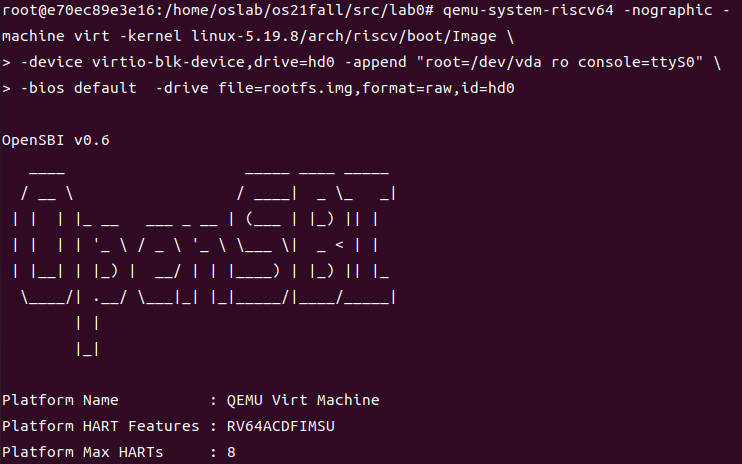 root@e70ec89e3e16:/home/oslab/os21fall/src/lab0# qemu-system-riscv64 -nographic -
machine virt -kernel linux-5.19.8/arch/riscv/boot/Image \
> -device virtio-blk-device,drive=hd0 -append "root=/dev/vda ro console=ttyS0" \
> -bios default  -drive file=rootfs.img,format=raw,id=hd0

OpenSBI v0.6
   ____                    _____ ____ _____
  / __ \                  / ____|  _ \_   _|
 | |  | |_ __   ___ _ __ | (___ | |_) || |
 | |  | | '_ \ / _ \ '_ \ \___ \|  _ < | |
 | |__| | |_) |  __/ | | |____) | |_) || |_
  \____/| .__/ \___|_| |_|_____/|____/_____|
        | |
        |_|

Platform Name          : QEMU Virt Machine
Platform HART Features : RV64ACDFIMSU
Platform Max HARTs     : 8